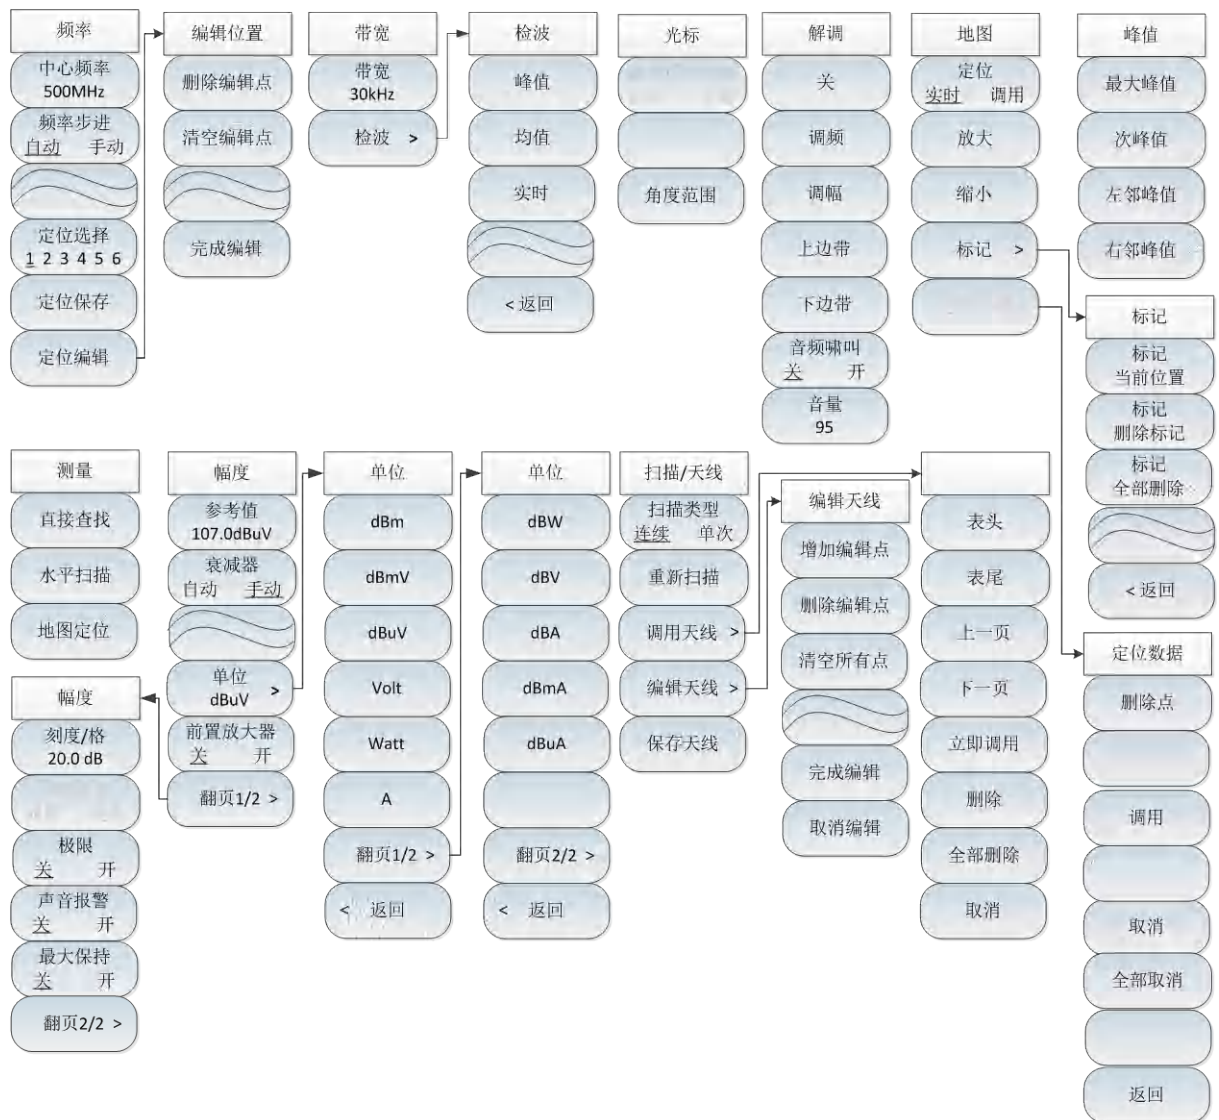 频率
中心频率
500MHz
频率步进
自动 手动
定位选择
1 2 3 4 5 6
定位保存
定位编辑
编辑位置
删除编辑点
清空编辑点
完成编辑
带宽
带宽
30kHz
检波 >
检波
峰值
均值
实时
< 返回
光标
角度范围
解调
关
调频
调幅
上边带
下边带
音频啸叫
关 开
音量
95
地图
定位
实时 调用
放大
缩小
标记 >
峰值
最大峰值
次峰值
左邻峰值
右邻峰值
标记
标记
当前位置
标记
删除标记
标记
全部删除
< 返回
测量
直接查找
水平扫描
地图定位
幅度
刻度/格
20.0 dB
极限
关 开
声音报警
关 开
最大保持
关 开
翻页2/2 >
幅度
参考值
107.0dBuV
衰减器
自动 手动
单位 >
dBuV
前置放大器
关 开
翻页1/2 >
单位
dBm
dBmV
dBuV
Volt
Watt
A
翻页1/2 >
< 返回
单位
dBW
dBV
dBA
dBmA
dBuA
翻页2/2 >
< 返回
扫描/天线
扫描类型
连续 单次
重新扫描
调用天线 >
编辑天线 >
保存天线
编辑天线
增加编辑点
删除编辑点
清空所有点
完成编辑
取消编辑
表头
表尾
上一页
下一页
立即调用
删除
全部删除
取消
定位数据
删除点
调用
取消
全部取消
返回